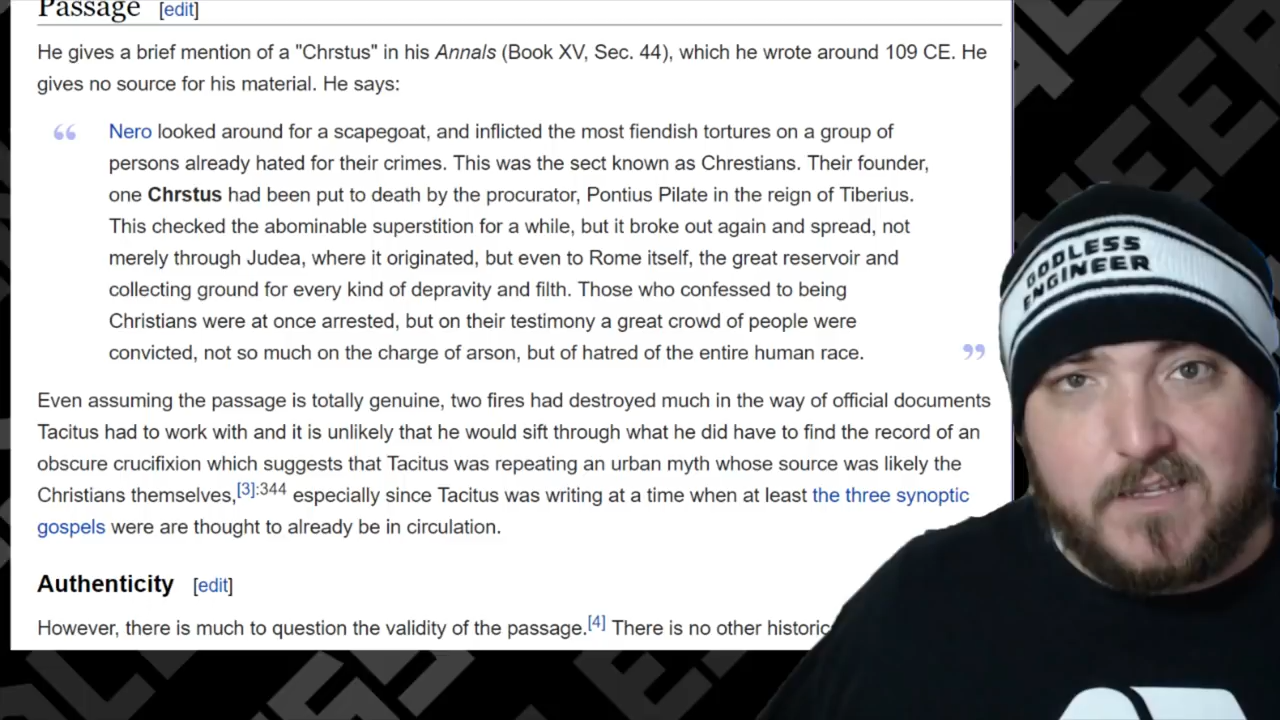 Passage [edit]
He gives a brief mention of a "Chrstus" in his Annals (Book XV, Sec. 44), which he wrote around 109 CE. He
gives no source for his material. He says:
“ Nero looked around for a scapegoat, and inflicted the most fiendish tortures on a group of
persons already hated for their crimes. This was the sect known as Chrestians. Their founder,
one Chrstus had been put to death by the procurator, Pontius Pilate in the reign of Tiberius.
This checked the abominable superstition for a while, but it broke out again and spread, not
merely through Judea, where it originated, but even to Rome itself, the great reservoir and
collecting ground for every kind of depravity and filth. Those who confessed to being
Christians were at once arrested, but on their testimony a great crowd of people were
convicted, not so much on the charge of arson, but of hatred of the entire human race. ”
Even assuming the passage is totally genuine, two fires had destroyed much in the way of official documents
Tacitus had to work with and it is unlikely that he would sift through what he did have to find the record of an
obscure crucifixion which suggests that Tacitus was repeating an urban myth whose source was likely the
Christians themselves,[3]:344 especially since Tacitus was writing at a time when at least the three synoptic
gospels were are thought to already be in circulation.
Authenticity [edit]
However, there is much to question the validity of the passage.[4] There is no other historic
GODLESS
ENGINEER